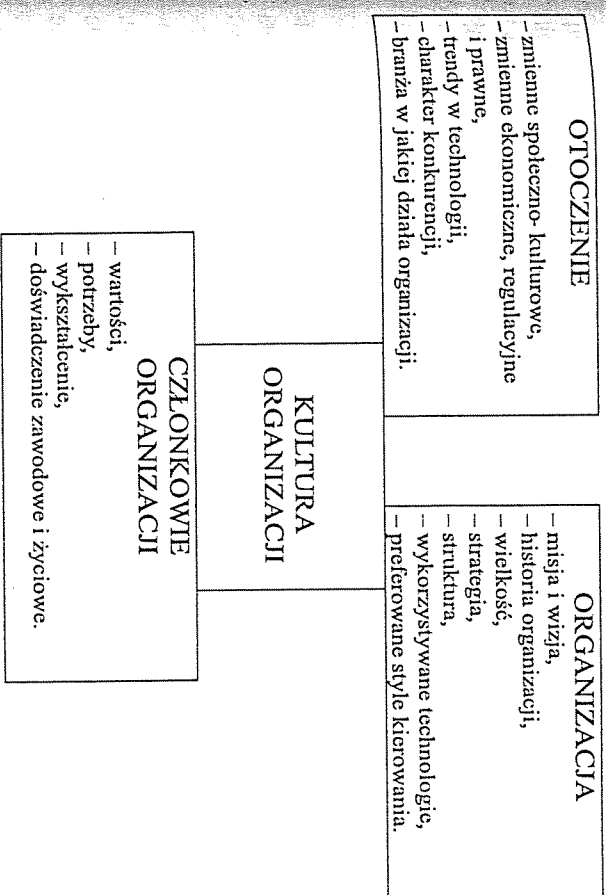 OTOCZENIE
– zmienne społeczno- kulturowe,
– zmienne ekonomiczne, regulacyjne
i prawne,
– trendy w technologii,
– charakter konkurencji,
– branża w jakiej działa organizacji.
ORGANIZACJA
– misja i wizja,
– historia organizacji,
– wielkość,
– strategia,
– struktura,
– wykorzystywane technologie,
– preferowane style kierowania.
KULTURA
ORGANIZACJI
CZŁONKOWIE
ORGANIZACJI
– wartości,
– potrzeby,
– wykształcenie,
– doświadczenie zawodowe i życiowe.